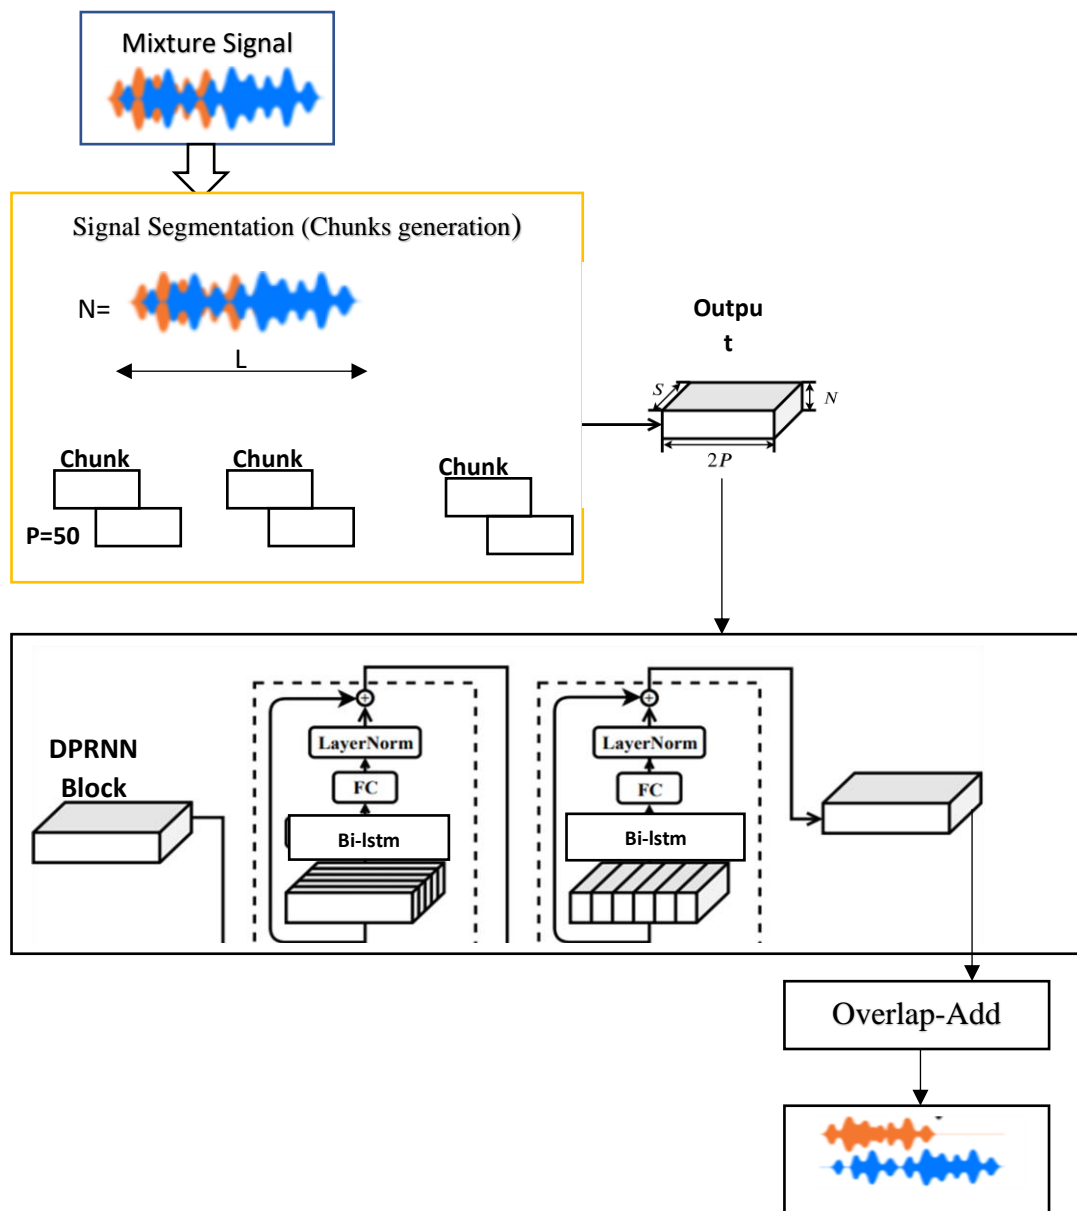 Mixture Signal
Signal Segmentation (Chunks generation)
N=
L
Chunk
Chunk
Chunk
P=50
Outpu
t
S
N
2P
DPRNN
Block
LayerNorm
FC
Bi-lstm
LayerNorm
FC
Bi-lstm
Overlap-Add